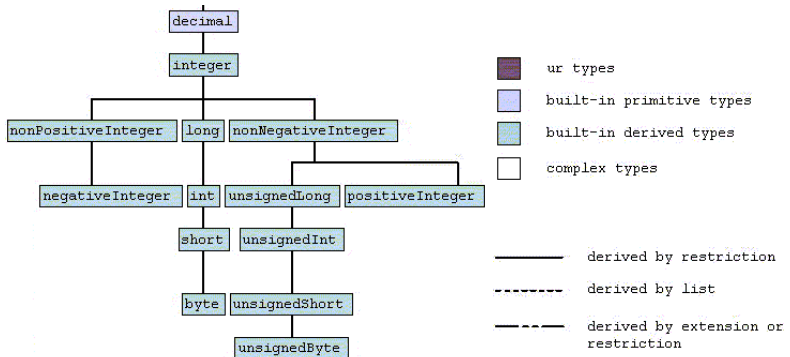 decimal
integer
nonPositiveInteger
long
nonNegativeInteger
negativeInteger
int
unsignedLong
positiveInteger
short
unsignedInt
byte
unsignedShort
unsignedByte
ur types
built-in primitive types
built-in derived types
complex types
derived by restriction
derived by list
derived by extension or
restriction